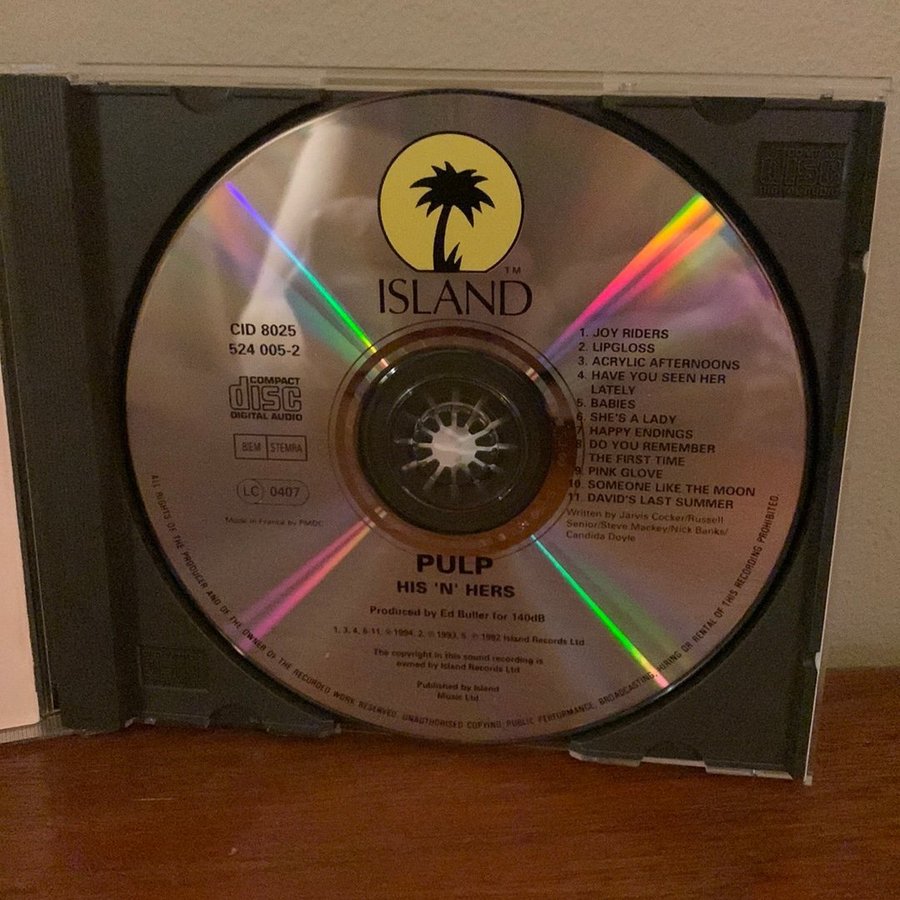 TM
ISLAND
CID 8025
524 005-2
COMPACT
disc
DIGITAL AUDIO
BIEM STEMRA
LC 0407
Made in France by PMDC
1. JOY RIDERS
2. LIPGLOSS
3. ACRYLIC AFTERNOONS
4. HAVE YOU SEEN HER
LATELY
5. BABIES
6. SHE'S A LADY
7. HAPPY ENDINGS
8. DO YOU REMEMBER
THE FIRST TIME
9. PINK GLOVE
10. SOMEONE LIKE THE MOON
11. DAVID'S LAST SUMMER
Written by Jarvis Cocker/Russell
Senior/Steve Mackey/Nick Banks/
Candida Doyle
PULP
HIS 'N' HERS
Produced by Ed Buller for 140dB
1, 3, 4, 6-11, ℗ 1994, 2, ℗ 1993, 5, ℗ 1992 Island Records Ltd
The copyright in this sound recording is
owned by Island Records Ltd
Published by Island
Music Ltd
ALL RIGHTS OF THE PRODUCER AND OF THE OWNER OF THE RECORDED WORK RESERVED. UNAUTHORISED COPYING, PUBLIC PERFORMANCE, BROADCASTING, HIRING OR RENTAL OF THIS RECORDING PROHIBITED.